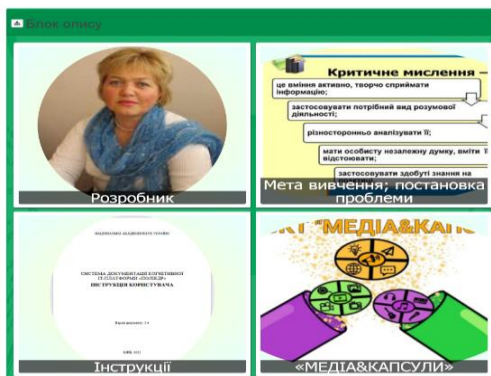 Блок опису
Розробник
Критичне мислення –
це вміння активно, творчо сприймати
інформацію;
застосовувати потрібний вид розумової
діяльності;
різносторонньо аналізувати її;
мати особисту незалежну думку, вміти її
відстоювати;
застосовувати здобуті знання на
Мета вивчення; постановка
проблеми
СИСТЕМА ДОКУМЕНТАЦІЇ КОГНІТИВНОЇ
ІТ-ПЛАТФОРМИ «ПОЛІЕДР»
ІНСТРУКЦІЯ КОРИСТУВАЧА
Інструкції
"МЕДІА&КАПС
«МЕДІА&КАПСУЛИ»